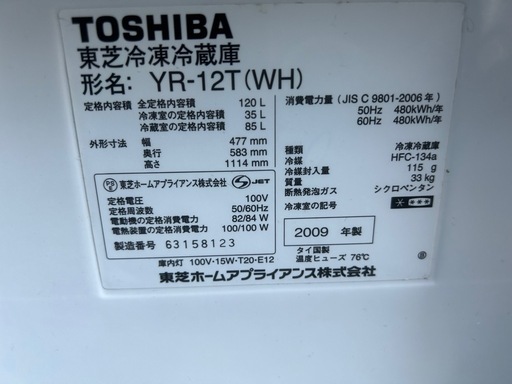 TOSHIBA
東芝冷凍冷蔵庫
形名: YR-12T(WH)
定格内容積 全定格内容積 120 L
冷凍室の定格内容積 35 L
冷蔵室の定格内容積 85 L
外形寸法 幅 477 mm
奥行 583 mm
高さ 1114 mm
PS E 東芝ホームアプライアンス株式会社 S JET
定格電圧 100V
定格周波数 50/60Hz
電動機の定格消費電力 82/84 W
電熱装置の定格消費電力 100/100 W
製造番号 63158123
消費電力量 (JIS C 9801-2006年)
50Hz 480kWh/年
60Hz 480kWh/年
種類 冷凍冷蔵庫
冷媒 HFC-134a
冷媒封入量 115 g
質量 33 kg
断熱発泡ガス シクロペンタン
冷凍室の記号
2009 年製
タイ国製
温度ヒューズ 76℃
庫内灯 100V・15W・T20・E12
東芝ホームアプライアンス株式会社